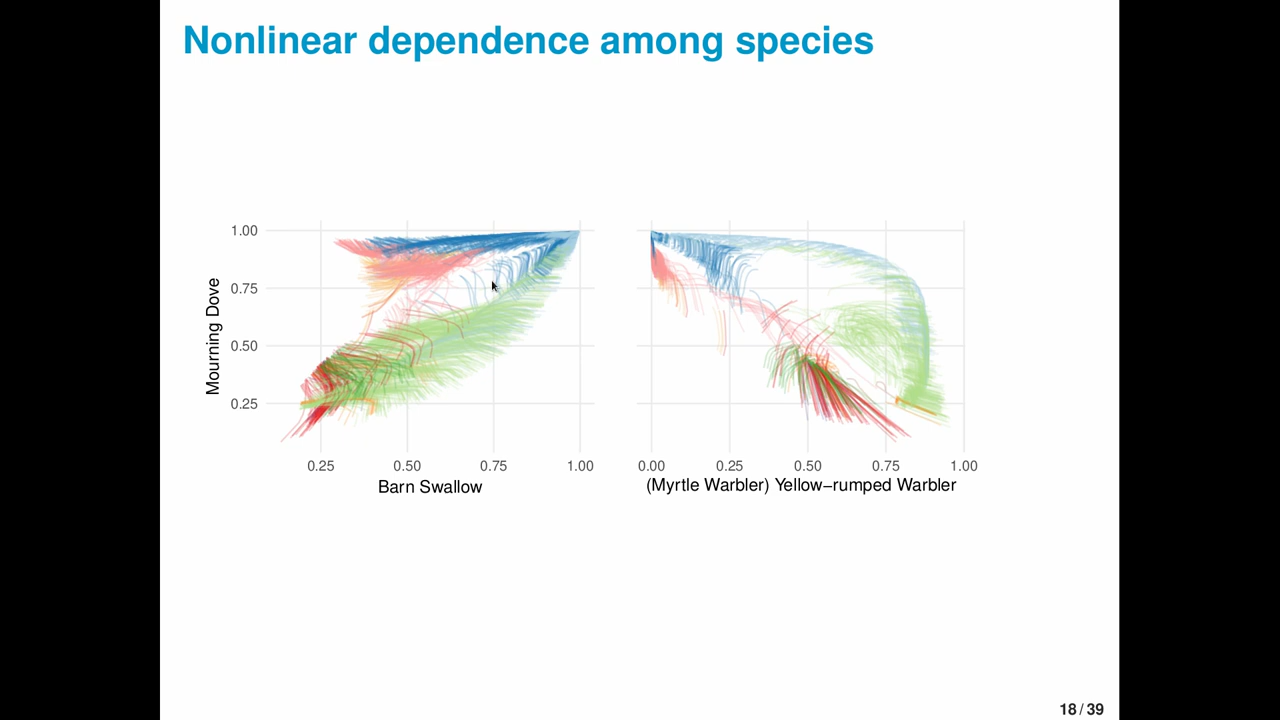 Nonlinear dependence among species
1.00
0.75
0.50
0.25
Mourning Dove
0.25 0.50 0.75 1.00
Barn Swallow
0.00 0.25 0.50 0.75 1.00
(Myrtle Warbler) Yellow−rumped Warbler
18 / 39